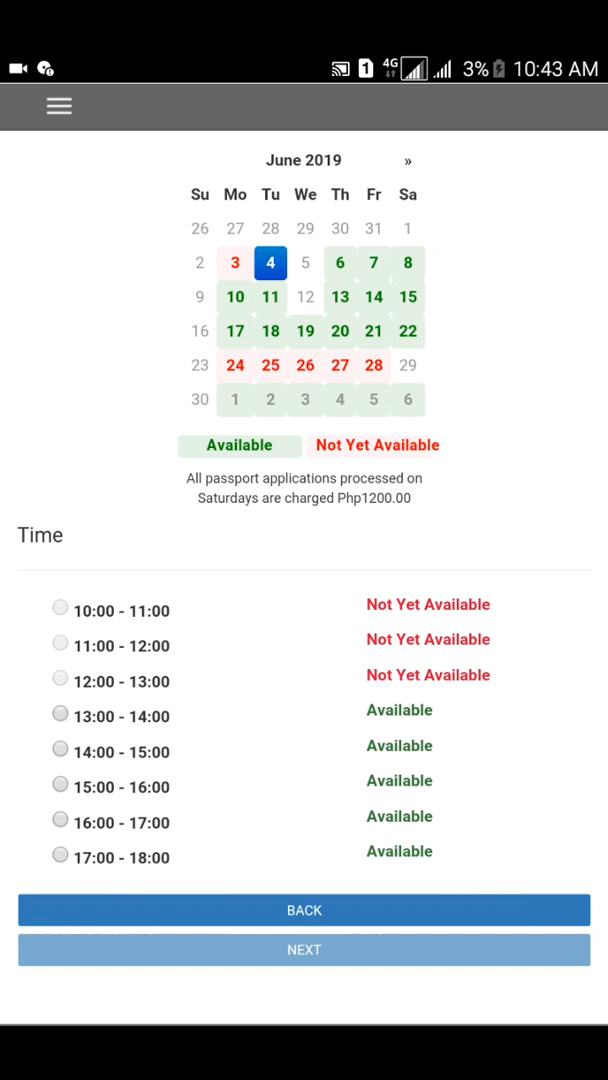 1 4G 3% 10:43 AM
June 2019 »
Su Mo Tu We Th Fr Sa
26 27 28 29 30 31 1
2 3 4 5 6 7 8
9 10 11 12 13 14 15
16 17 18 19 20 21 22
23 24 25 26 27 28 29
30 1 2 3 4 5 6
Available Not Yet Available
All passport applications processed on
Saturdays are charged Php1200.00
Time
10:00 - 11:00 Not Yet Available
11:00 - 12:00 Not Yet Available
12:00 - 13:00 Not Yet Available
13:00 - 14:00 Available
14:00 - 15:00 Available
15:00 - 16:00 Available
16:00 - 17:00 Available
17:00 - 18:00 Available
BACK
NEXT